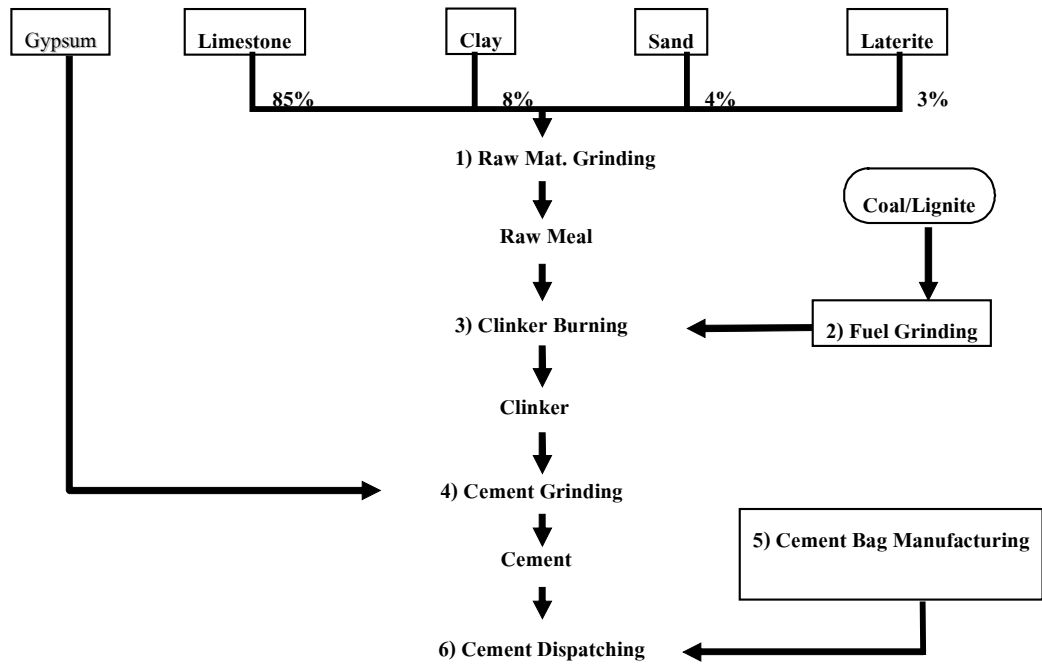 Gypsum
Limestone
Clay
Sand
Laterite
85%
8%
4%
3%
1) Raw Mat. Grinding
Coal/Lignite
Raw Meal
3) Clinker Burning
2) Fuel Grinding
Clinker
4) Cement Grinding
5) Cement Bag Manufacturing
Cement
6) Cement Dispatching